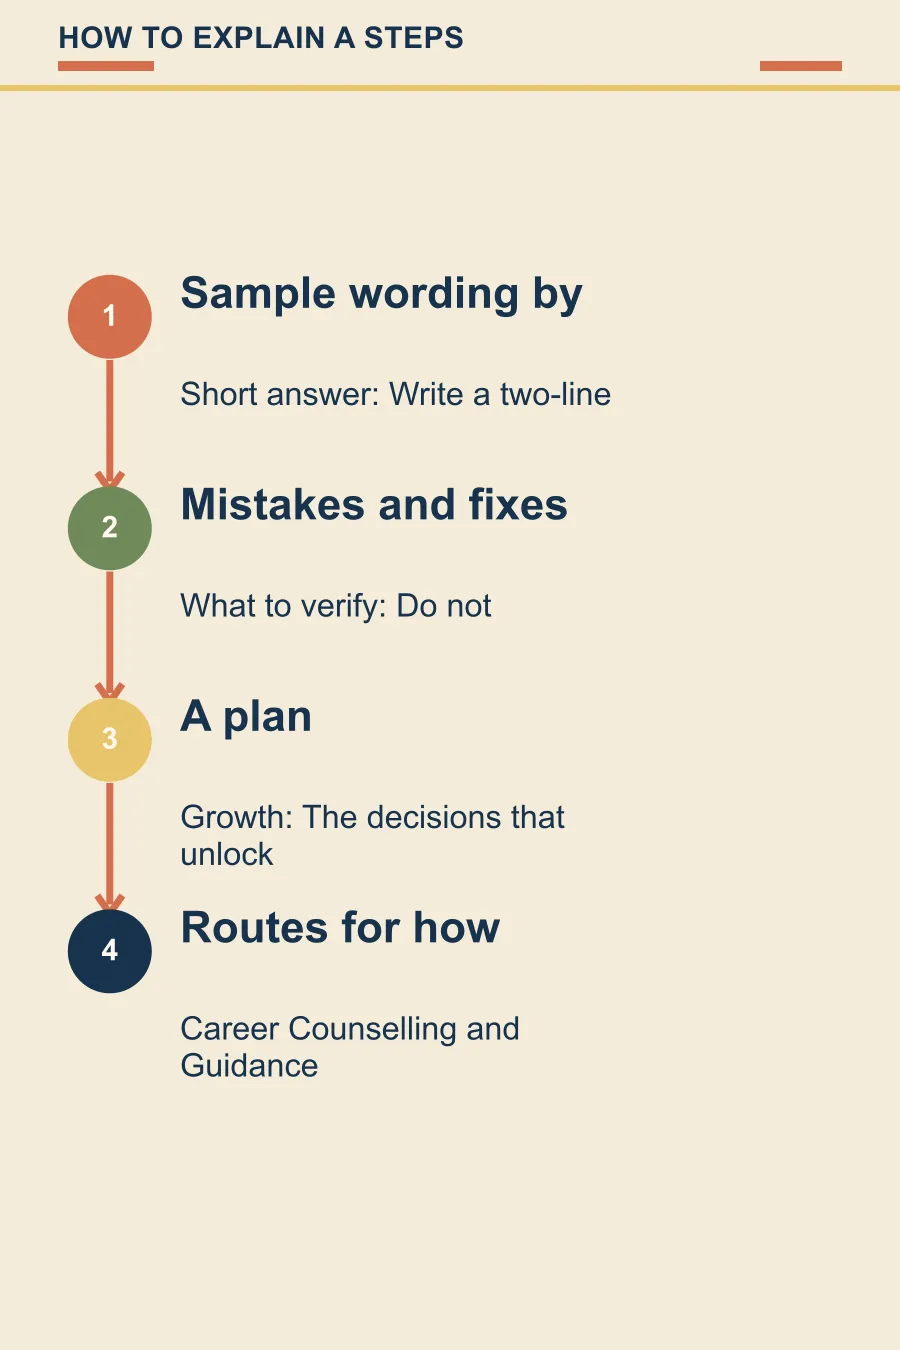 HOW TO EXPLAIN A STEPS
1
Sample wording by
Short answer: Write a two-line
2
Mistakes and fixes
What to verify: Do not
3
A plan
Growth: The decisions that
unlock
4
Routes for how
Career Counselling and
Guidance